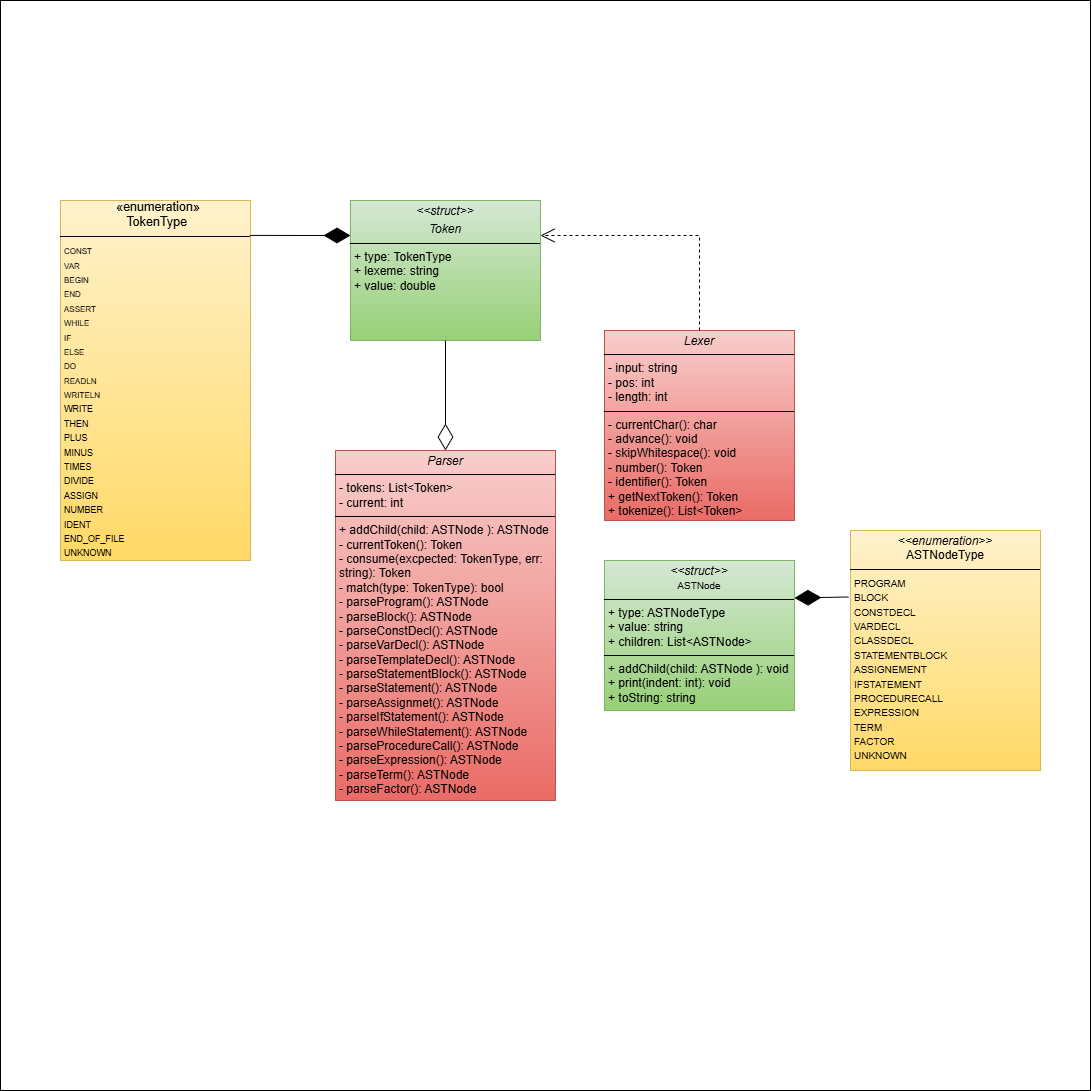 «enumeration»
TokenType
CONST
VAR
BEGIN
END
ASSERT
WHILE
IF
ELSE
DO
READLN
WRITELN
WRITE
THEN
PLUS
MINUS
TIMES
DIVIDE
ASSIGN
NUMBER
IDENT
END_OF_FILE
UNKNOWN
<<struct>>
Token
+ type: TokenType
+ lexeme: string
+ value: double
Lexer
- input: string
- pos: int
- length: int
- currentChar(): char
- advance(): void
- skipWhitespace(): void
- number(): Token
- identifier(): Token
+ getNextToken(): Token
+ tokenize(): List<Token>
Parser
- tokens: List<Token>
- current: int
+ addChild(child: ASTNode ): ASTNode
- currentToken(): Token
- consume(excpected: TokenType, err:
string): Token
- match(type: TokenType): bool
- parseProgram(): ASTNode
- parseBlock(): ASTNode
- parseConstDecl(): ASTNode
- parseVarDecl(): ASTNode
- parseTemplateDecl(): ASTNode
- parseStatementBlock(): ASTNode
- parseStatement(): ASTNode
- parseAssignmet(): ASTNode
- parseIfStatement(): ASTNode
- parseWhileStatement(): ASTNode
- parseProcedureCall(): ASTNode
- parseExpression(): ASTNode
- parseTerm(): ASTNode
- parseFactor(): ASTNode
<<struct>>
ASTNode
+ type: ASTNodeType
+ value: string
+ children: List<ASTNode>
+ addChild(child: ASTNode ): void
+ print(indent: int): void
+ toString: string
<<enumeration>>
ASTNodeType
PROGRAM
BLOCK
CONSTDECL
VARDECL
CLASSDECL
STATEMENTBLOCK
ASSIGNEMENT
IFSTATEMENT
PROCEDURECALL
EXPRESSION
TERM
FACTOR
UNKNOWN